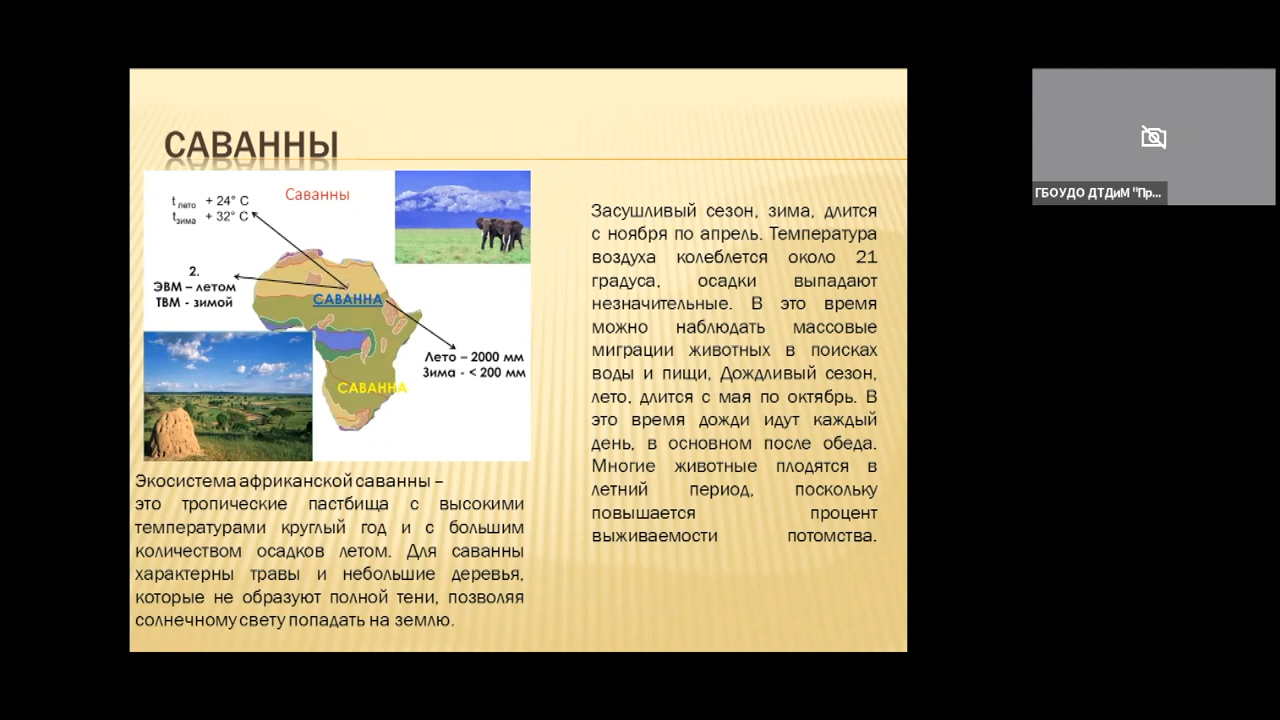 САВАННЫ
t лето + 24° С
tзима + 32° С
Саванны
2.
ЭВМ – летом
ТВМ - зимой
САВАННА
Лето – 2000 мм
Зима - < 200 мм
САВАННА
Экосистема африканской саванны –
это тропические пастбища с высокими
температурами круглый год и с большим
количеством осадков летом. Для саванны
характерны травы и небольшие деревья,
которые не образуют полной тени, позволяя
солнечному свету попадать на землю.
Засушливый сезон, зима, длится
с ноября по апрель. Температура
воздуха колеблется около 21
градуса, осадки выпадают
незначительные. В это время
можно наблюдать массовые
миграции животных в поисках
воды и пищи, Дождливый сезон,
лето, длится с мая по октябрь. В
это время дожди идут каждый
день, в основном после обеда.
Многие животные плодятся в
летний период, поскольку
повышается процент
выживаемости потомства.
ГБОУДО ДТДиМ "Пр...